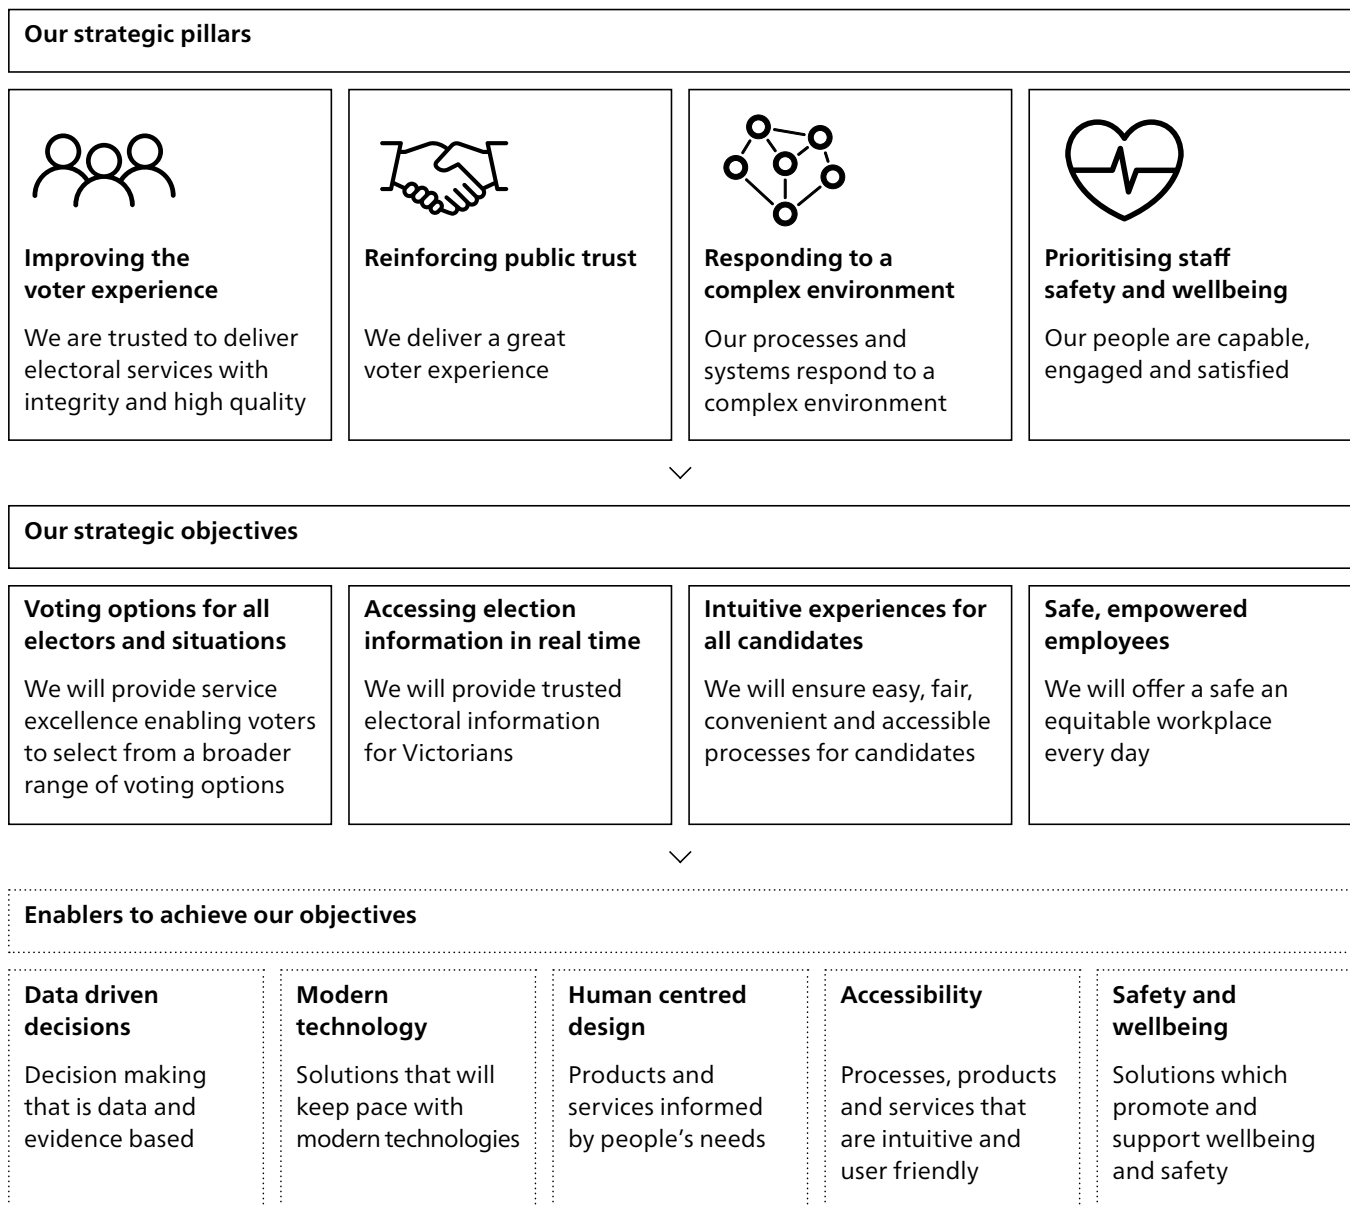 Our strategic pillars
Improving the
voter experience
We are trusted to deliver
electoral services with
integrity and high quality
Reinforcing public trust
We deliver a great
voter experience
Responding to a
complex environment
Our processes and
systems respond to a
complex environment
Prioritising staff
safety and wellbeing
Our people are capable,
engaged and satisfied
Our strategic objectives
Voting options for all
electors and situations
We will provide service
excellence enabling voters
to select from a broader
range of voting options
Accessing election
information in real time
We will provide trusted
electoral information
for Victorians
Intuitive experiences for
all candidates
We will ensure easy, fair,
convenient and accessible
processes for candidates
Safe, empowered
employees
We will offer a safe an
equitable workplace
every day
Enablers to achieve our objectives
Data driven
decisions
Decision making
that is data and
evidence based
Modern
technology
Solutions that will
keep pace with
modern technologies
Human centred
design
Products and
services informed
by people’s needs
Accessibility
Processes, products
and services that
are intuitive and
user friendly
Safety and
wellbeing
Solutions which
promote and
support wellbeing
and safety